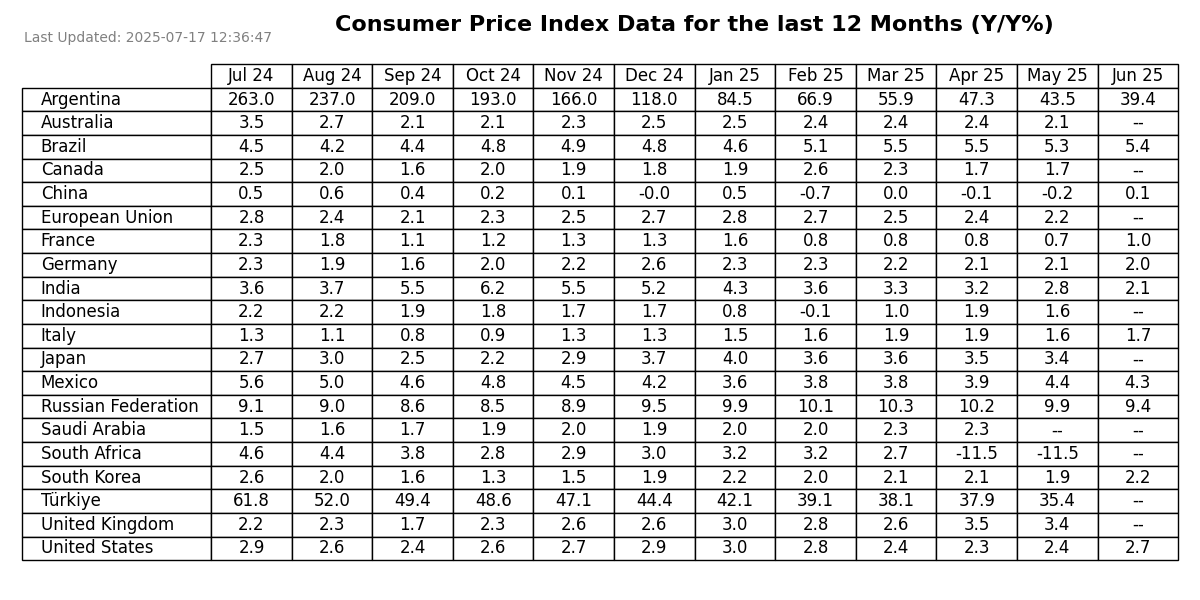 Consumer Price Index Data for the last 12 Months (Y/Y%)
Last Updated: 2025-07-17 12:36:47
Jul 24 Aug 24 Sep 24 Oct 24 Nov 24 Dec 24 Jan 25 Feb 25 Mar 25 Apr 25 May 25 Jun 25
Argentina 263.0 237.0 209.0 193.0 166.0 118.0 84.5 66.9 55.9 47.3 43.5 39.4
Australia 3.5 2.7 2.1 2.1 2.3 2.5 2.5 2.4 2.4 2.4 2.1 --
Brazil 4.5 4.2 4.4 4.8 4.9 4.8 4.6 5.1 5.5 5.5 5.3 5.4
Canada 2.5 2.0 1.6 2.0 1.9 1.8 1.9 2.6 2.3 1.7 1.7 --
China 0.5 0.6 0.4 0.2 0.1 -0.0 0.5 -0.7 0.0 -0.1 -0.2 0.1
European Union 2.8 2.4 2.1 2.3 2.5 2.7 2.8 2.7 2.5 2.4 2.2 --
France 2.3 1.8 1.1 1.2 1.3 1.3 1.6 0.8 0.8 0.8 0.7 1.0
Germany 2.3 1.9 1.6 2.0 2.2 2.6 2.3 2.3 2.2 2.1 2.1 2.0
India 3.6 3.7 5.5 6.2 5.5 5.2 4.3 3.6 3.3 3.2 2.8 2.1
Indonesia 2.2 2.2 1.9 1.8 1.7 1.7 0.8 -0.1 1.0 1.9 1.6 --
Italy 1.3 1.1 0.8 0.9 1.3 1.3 1.5 1.6 1.9 1.9 1.6 1.7
Japan 2.7 3.0 2.5 2.2 2.9 3.7 4.0 3.6 3.6 3.5 3.4 --
Mexico 5.6 5.0 4.6 4.8 4.5 4.2 3.6 3.8 3.8 3.9 4.4 4.3
Russian Federation 9.1 9.0 8.6 8.5 8.9 9.5 9.9 10.1 10.3 10.2 9.9 9.4
Saudi Arabia 1.5 1.6 1.7 1.9 2.0 1.9 2.0 2.0 2.3 2.3 -- --
South Africa 4.6 4.4 3.8 2.8 2.9 3.0 3.2 3.2 2.7 -11.5 -11.5 --
South Korea 2.6 2.0 1.6 1.3 1.5 1.9 2.2 2.0 2.1 2.1 1.9 2.2
Türkiye 61.8 52.0 49.4 48.6 47.1 44.4 42.1 39.1 38.1 37.9 35.4 --
United Kingdom 2.2 2.3 1.7 2.3 2.6 2.6 3.0 2.8 2.6 3.5 3.4 --
United States 2.9 2.6 2.4 2.6 2.7 2.9 3.0 2.8 2.4 2.3 2.4 2.7